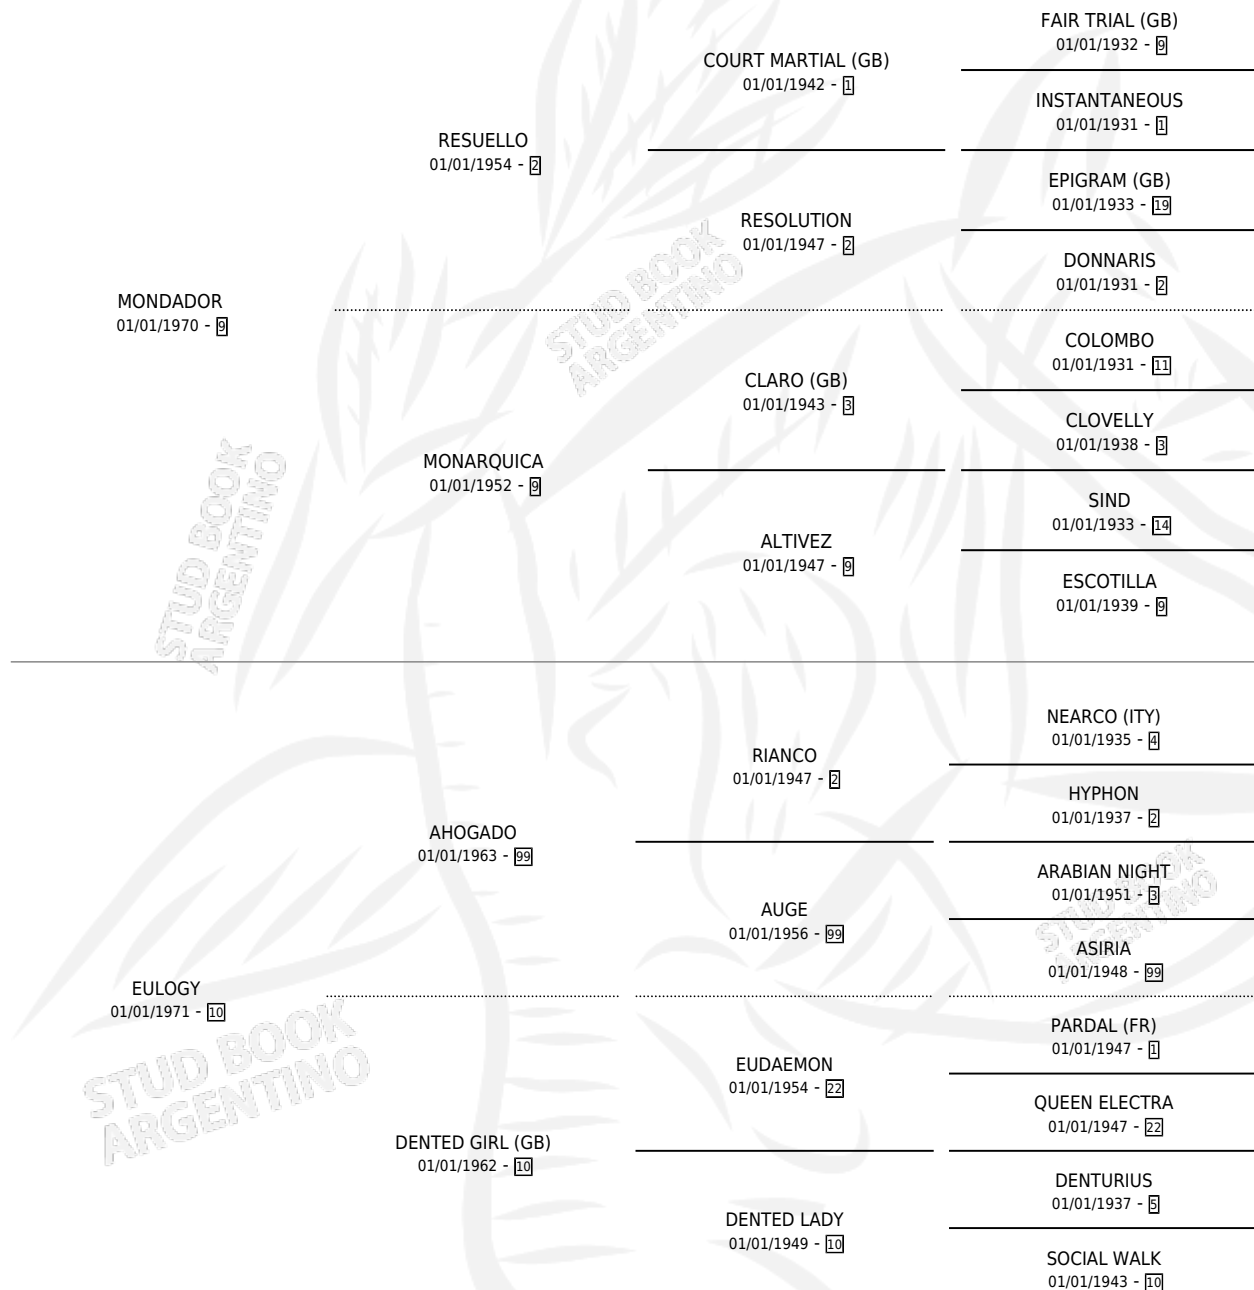 FAIR TRIAL (GB)
01/01/1932 - 9
COURT MARTIAL (GB)
01/01/1942 - 1
INSTANTANEOUS
01/01/1931 - 1
RESUELLO
01/01/1954 - 2
EPIGRAM (GB)
01/01/1933 - 19
RESOLUTION
01/01/1947 - 2
DONNARIS
01/01/1931 - 2
MONDADOR
01/01/1970 - 9
COLOMBO
01/01/1931 - 11
CLARO (GB)
01/01/1943 - 3
CLOVELLY
01/01/1938 - 3
MONARQUICA
01/01/1952 - 9
SIND
01/01/1933 - 14
ALTIVEZ
01/01/1947 - 9
ESCOTILLA
01/01/1939 - 9
NEARCO (ITY)
01/01/1935 - 4
RIANCO
01/01/1947 - 2
HYPHON
01/01/1937 - 2
AHOGADO
01/01/1963 - 99
ARABIAN NIGHT
01/01/1951 - 3
AUGE
01/01/1956 - 99
ASIRIA
01/01/1948 - 99
EULOGY
01/01/1971 - 10
PARDAL (FR)
01/01/1947 - 1
EUDAEMON
01/01/1954 - 22
QUEEN ELECTRA
01/01/1947 - 22
DENTED GIRL (GB)
01/01/1962 - 10
DENTURIUS
01/01/1937 - 5
DENTED LADY
01/01/1949 - 10
SOCIAL WALK
01/01/1943 - 10
STUD BOOK
ARGENTINO
STUD BOOK
ARGENTINO
STUD BOOK
ARGENTINO
STUD BOOK
ARGENTINO